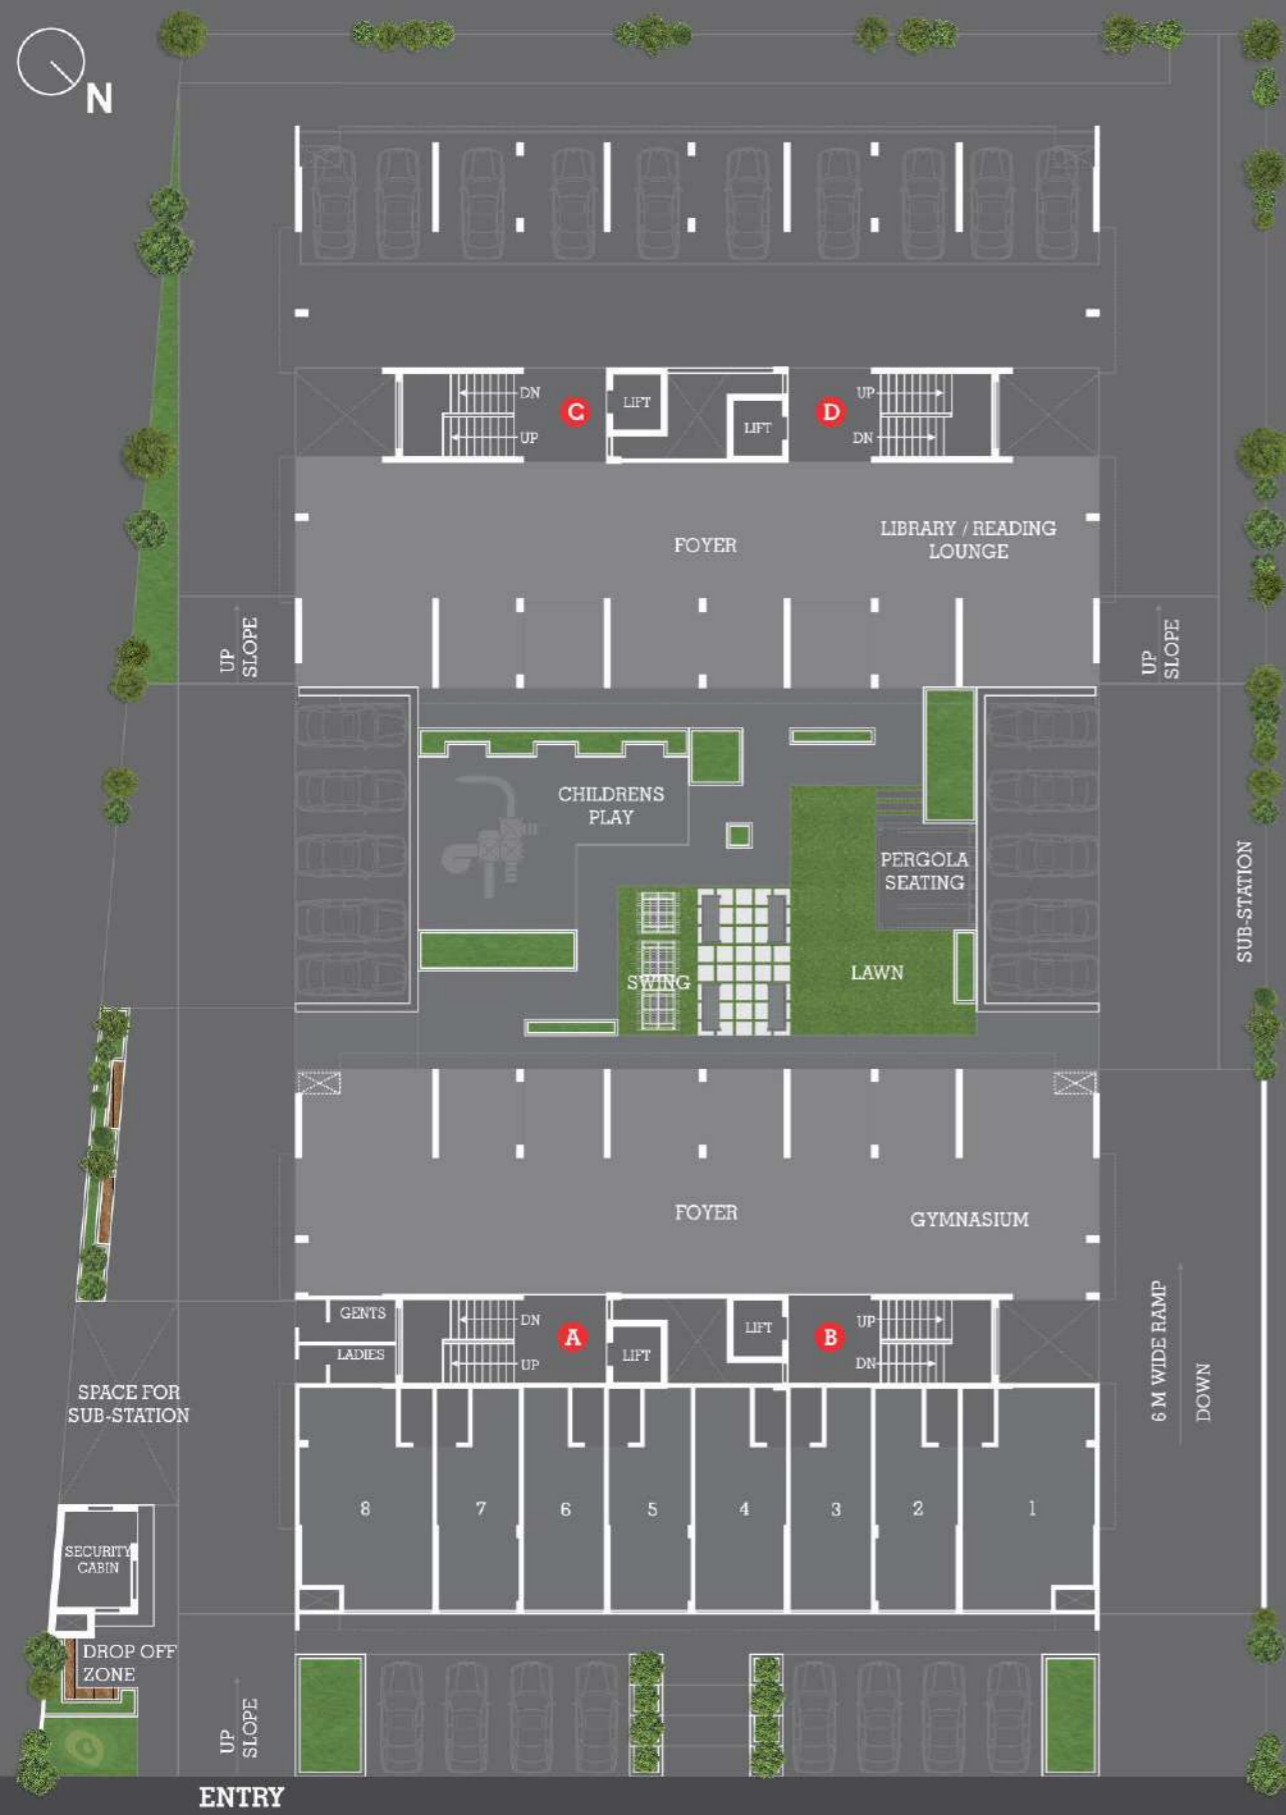 N
DN
UP
C
LIFT
LIFT
D
UP
DN
FOYER
LIBRARY / READING
LOUNGE
UP
SLOPE
UP
SLOPE
CHILDRENS
PLAY
PERGOLA
SEATING
SWING
LAWN
SUB-STATION
FOYER
GYMNASIUM
GENTS
LADIES
DN
UP
A
LIFT
LIFT
B
UP
DN
6 M WIDE RAMP
DOWN
SPACE FOR
SUB-STATION
8
7
6
5
4
3
2
1
SECURITY
CABIN
DROP OFF
ZONE
UP
SLOPE
ENTRY